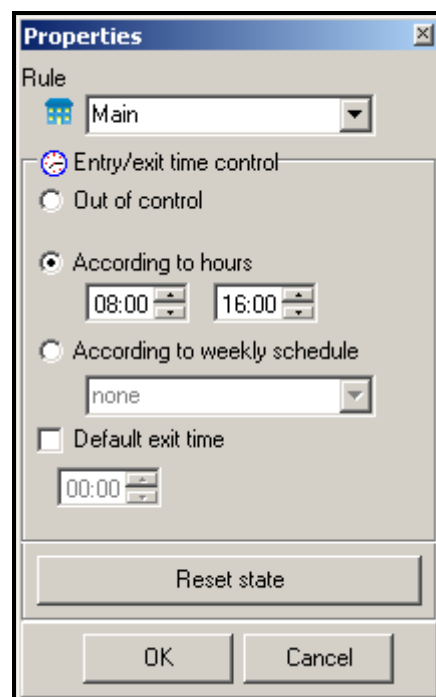 Properties
Rule
Main
Entry/exit time control
Out of control
According to hours
08:00 16:00
According to weekly schedule
none
Default exit time
00:00
Reset state
OK Cancel